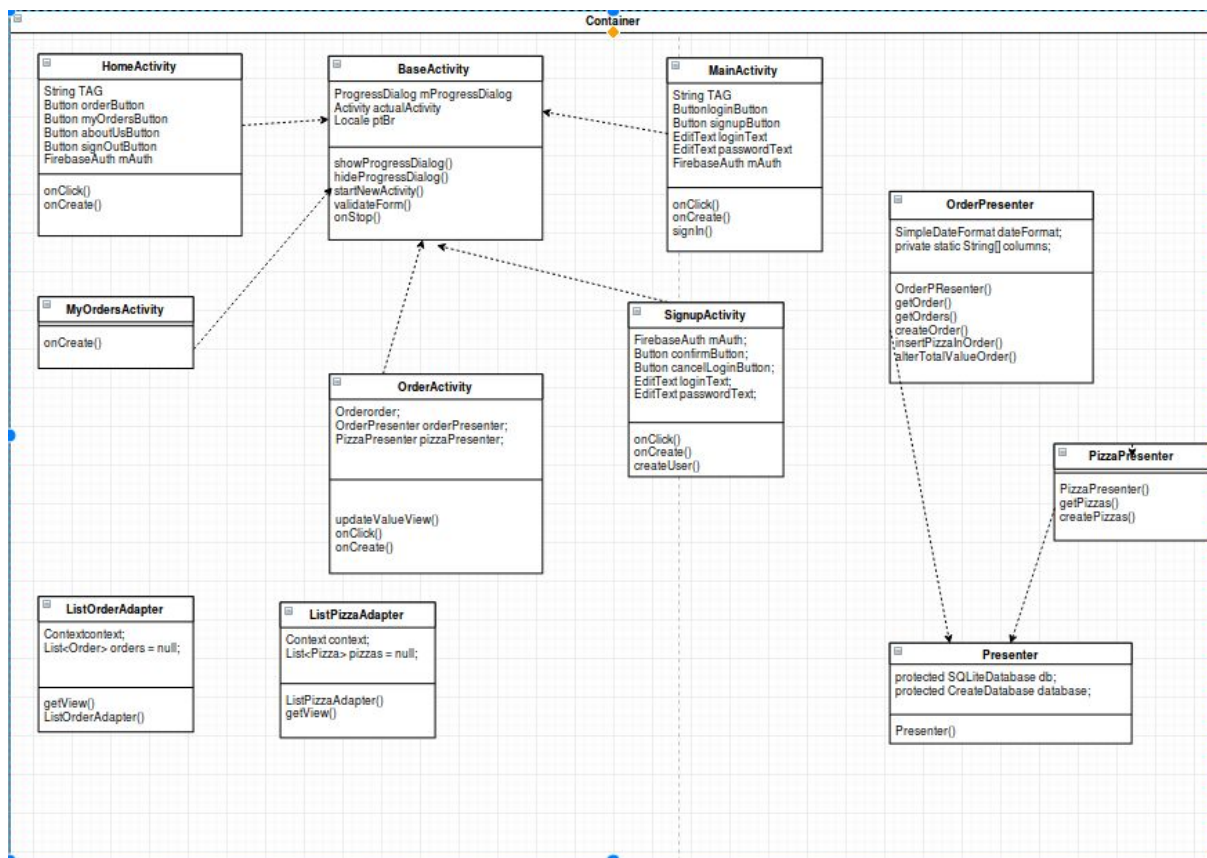 Container
HomeActivity
String TAG
Button orderButton
Button myOrdersButton
Button aboutUsButton
Button signOutButton
FirebaseAuth mAuth
onClick()
onCreate()
BaseActivity
ProgressDialog mProgressDialog
Activity actualActivity
Locale ptBr
showProgressDialog()
hideProgressDialog()
startNewActivity()
validateForm()
onStop()
MainActivity
String TAG
ButtonloginButton
Button signupButton
EditText loginText
EditText passwordText
FirebaseAuth mAuth
onClick()
onCreate()
signIn()
OrderPresenter
SimpleDateFormat dateFormat;
private static String[] columns;
OrderPResenter()
getOrder()
getOrders()
createOrder()
insertPizzaInOrder()
alterTotalValueOrder()
MyOrdersActivity
onCreate()
SignupActivity
FirebaseAuth mAuth;
Button confirmButton;
Button cancelLoginButton;
EditText loginText;
EditText passwordText;
onClick()
onCreate()
createUser()
OrderActivity
Orderorder;
OrderPresenter orderPresenter;
PizzaPresenter pizzaPresenter;
updateValueView()
onClick()
onCreate()
PizzaPresenter
PizzaPresenter()
getPizzas()
createPizzas()
ListOrderAdapter
Contextcontext;
List<Order> orders = null;
getView()
ListOrderAdapter()
ListPizzaAdapter
Context context;
List<Pizza> pizzas = null;
ListPizzaAdapter()
getView()
Presenter
protected SQLiteDatabase db;
protected CreateDatabase database;
Presenter()